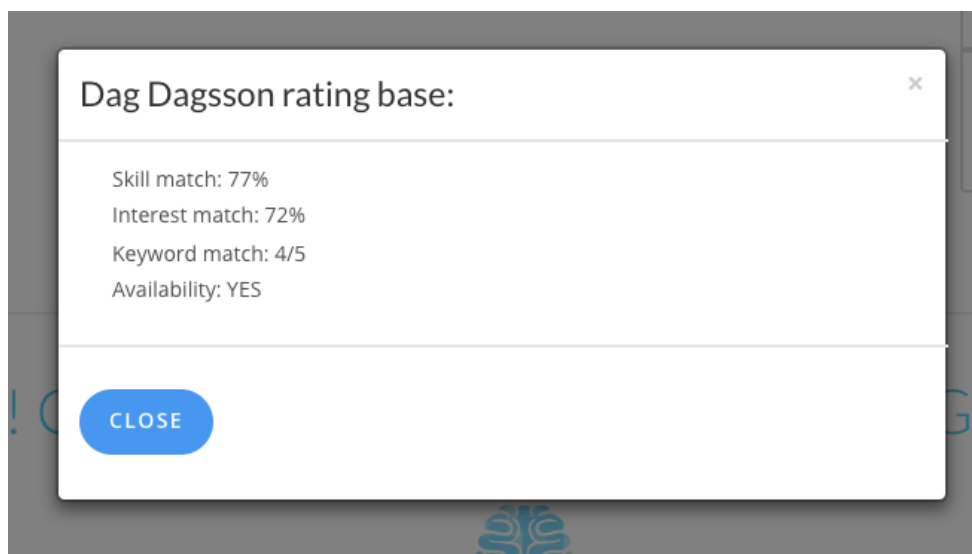 Dag Dagsson rating base:
×
Skill match: 77%
Interest match: 72%
Keyword match: 4/5
Availability: YES
CLOSE